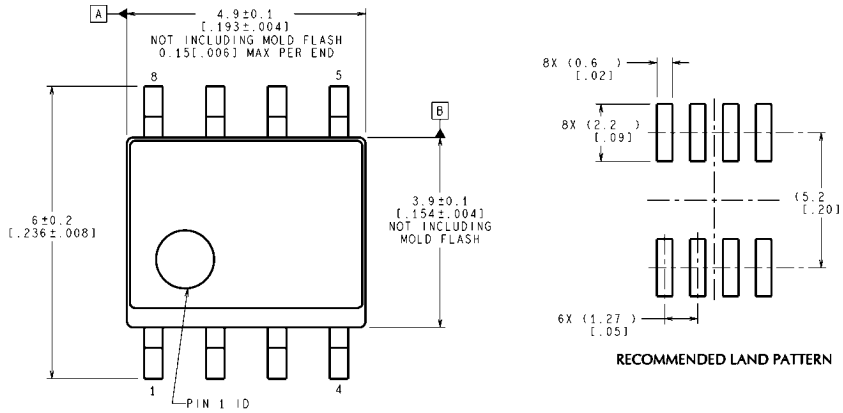 A
4.9±0.1
[.193±.004]
NOT INCLUDING MOLD FLASH
0.15[.006] MAX PER END
8
5
B
6±0.2
[.236±.008]
3.9±0.1
[.154±.004]
NOT INCLUDING
MOLD FLASH
1
4
PIN 1 ID
8X (0.6 )
[.02]
8X (2.2 )
[.09]
(5.2
[.20]
6X (1.27 )
[.05]
RECOMMENDED LAND PATTERN